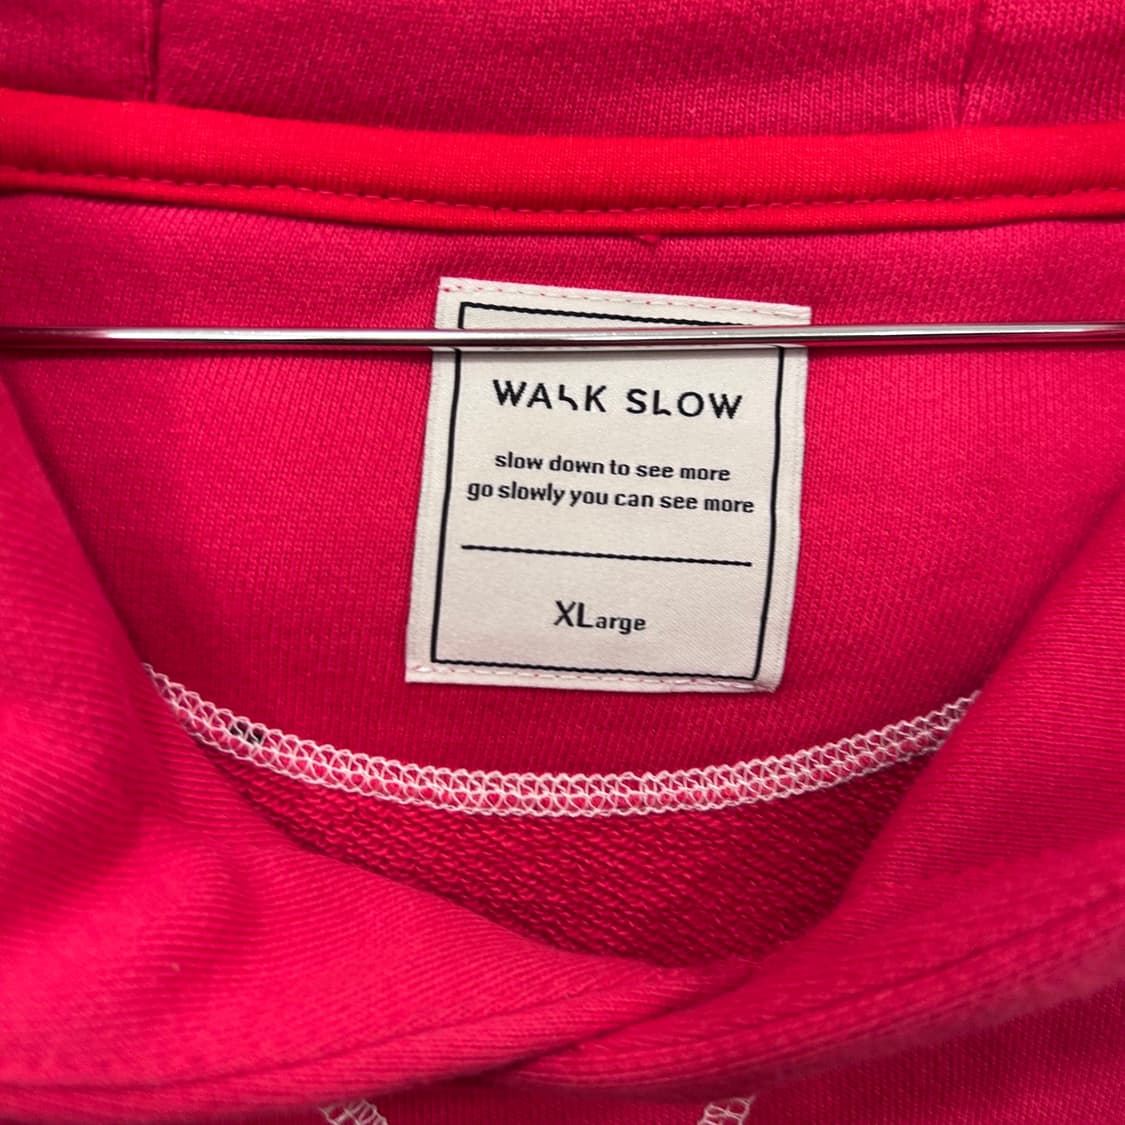 WALK SLOW
slow down to see more
go slowly you can see more
XLarge